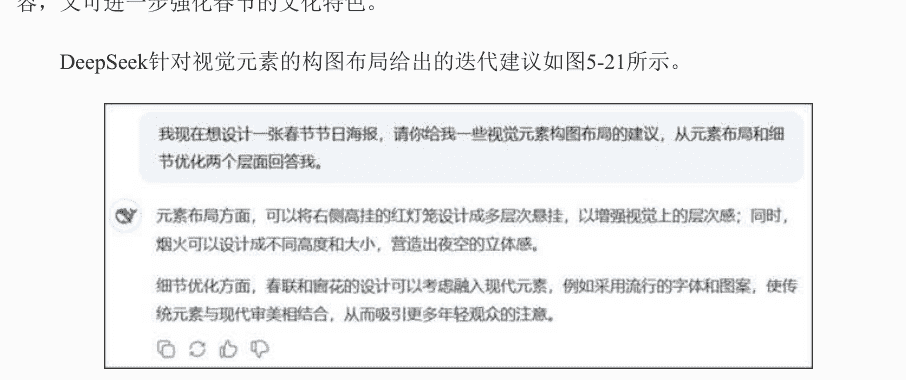 容，又可进一步强化春节的文化特色。
DeepSeek针对视觉元素的构图布局给出的迭代建议如图5-21所示。
我现在想设计一张春节节日海报，请你给我一些视觉元素构图布局的建议，从元素布局和细
节优化两个层面回答我。
元素布局方面，可以将右侧高挂的红灯笼设计成多层次悬挂，以增强视觉上的层次感；同时，
烟火可以设计成不同高度和大小，营造出夜空的立体感。
细节优化方面，春联和窗花的设计可以考虑融入现代元素，例如采用流行的字体和图案，使传
统元素与现代审美相结合，从而吸引更多年轻观众的注意。